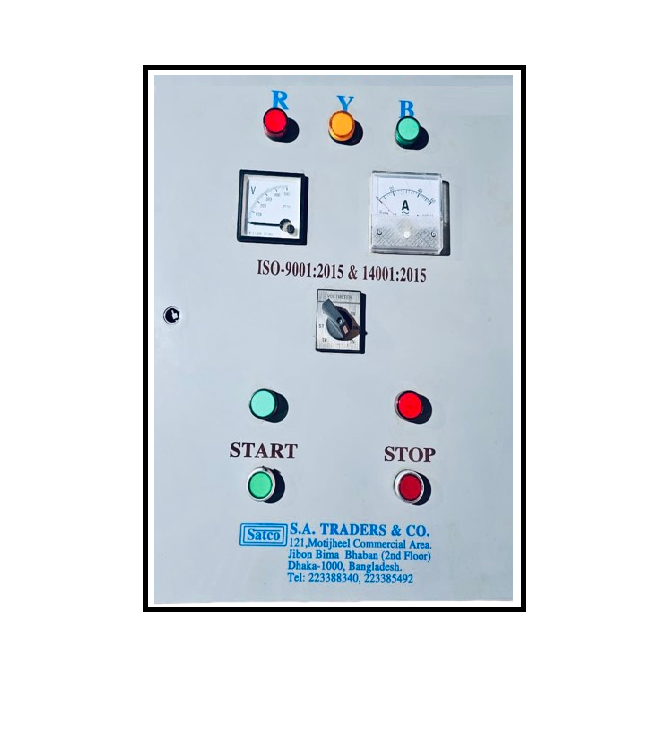 R Y B
V
A
ISO-9001:2015 & 14001:2015
VOLTMETER
START
STOP
Satco
S.A. TRADERS & CO.
121,Motijheel Commercial Area.
Jibon Bima Bhaban (2nd Floor)
Dhaka-1000, Bangladesh.
Tel: 223388340, 223385492